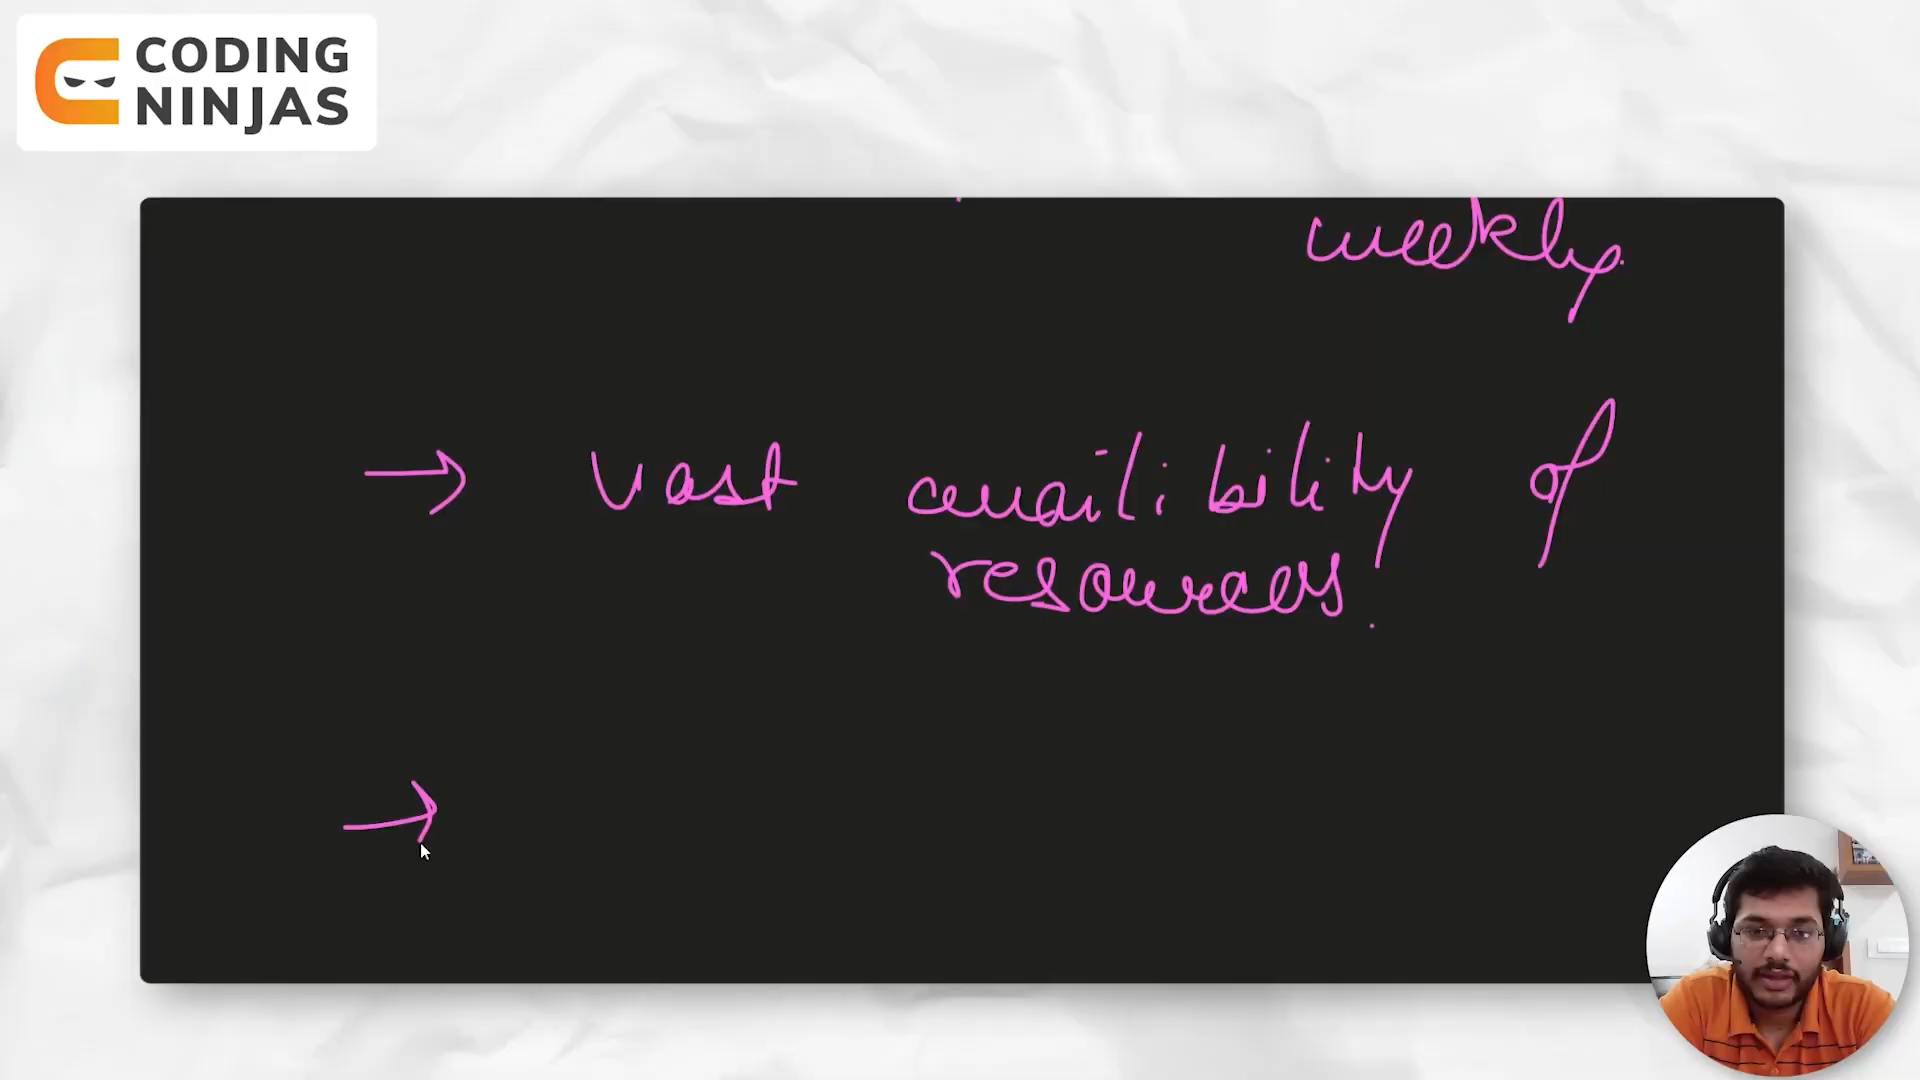 CODING
NINJAS
weekly.
→ vast availibility of
resources.
→